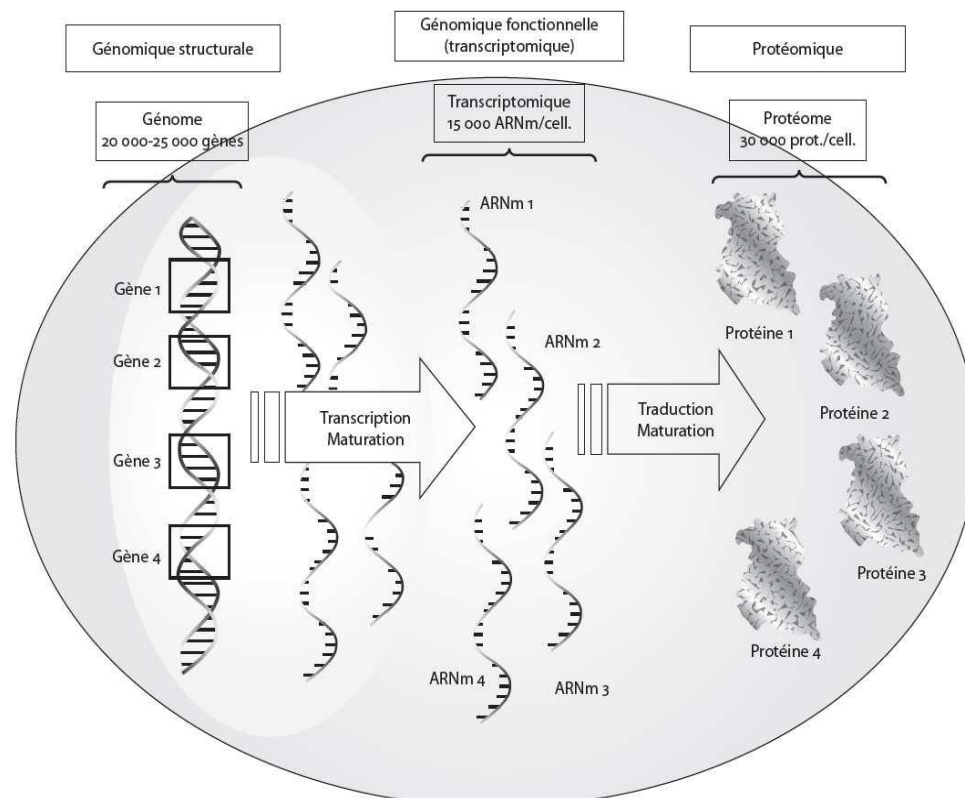 Génomique structurale
Génomique fonctionnelle
(transcriptomique)
Protéomique
Génome
20 000-25 000 gènes
Transcriptomique
15 000 ARNm/cell.
Protéome
30 000 prot./cell.
Gène 1
Gène 2
Gène 3
Gène 4
Transcription
Maturation
ARNm 1
ARNm 2
ARNm 4
ARNm 3
Traduction
Maturation
Protéine 1
Protéine 2
Protéine 3
Protéine 4